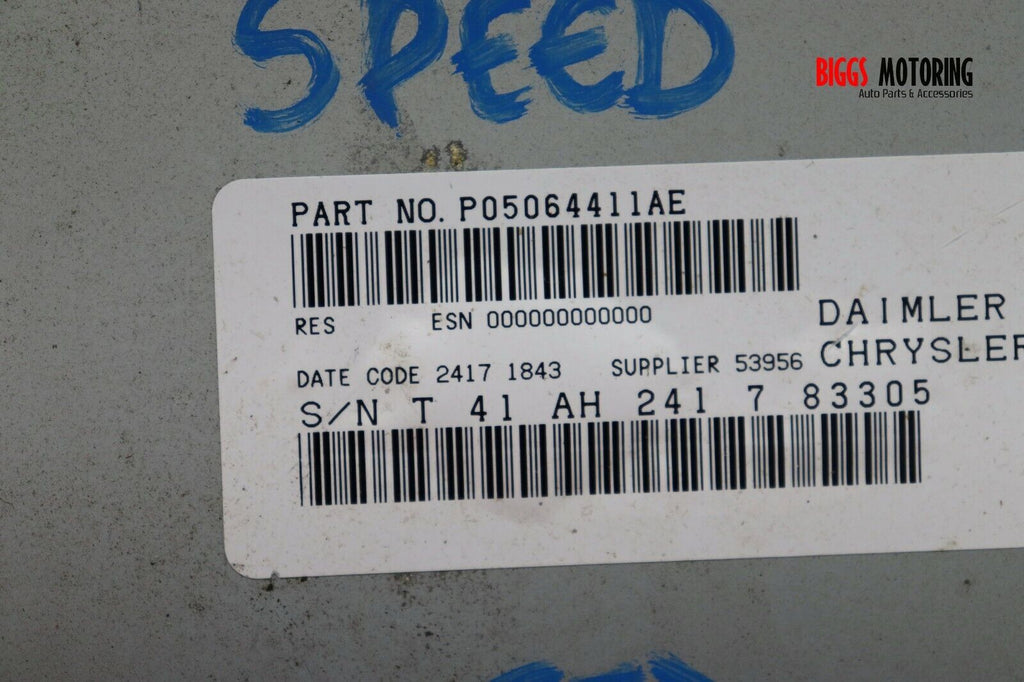 SPEED
BIGGS MOTORING
Auto Parts & Accessories
PART NO. P05064411AE
RES ESN 000000000000
DAIMLER
DATE CODE 2417 1843 SUPPLIER 53956 CHRYSLER
S/N T 41 AH 241 7 83305